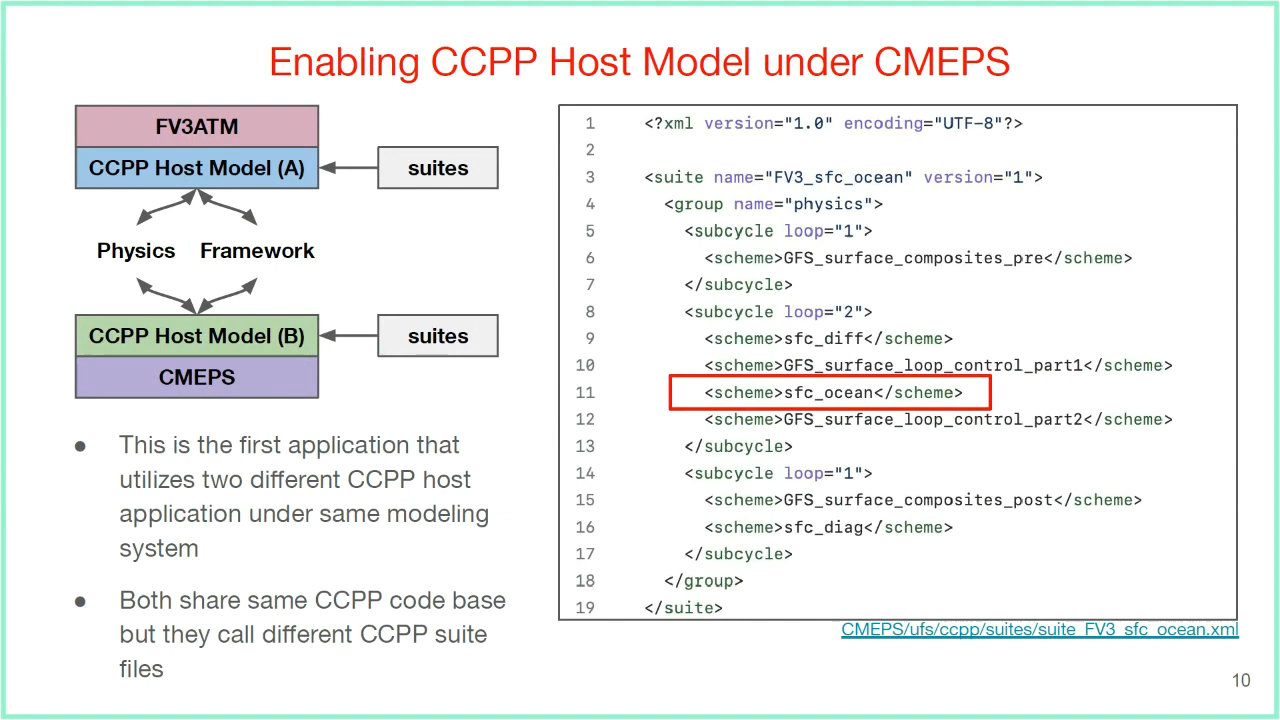 Enabling CCPP Host Model under CMEPS
FV3ATM
CCPP Host Model (A)
suites
Physics Framework
CCPP Host Model (B)
suites
CMEPS
● This is the first application that
utilizes two different CCPP host
application under same modeling
system
● Both share same CCPP code base
but they call different CCPP suite
files
1 <?xml version="1.0" encoding="UTF-8"?>
2
3 <suite name="FV3_sfc_ocean" version="1">
4 <group name="physics">
5 <subcycle loop="1">
6 <scheme>GFS_surface_composites_pre</scheme>
7 </subcycle>
8 <subcycle loop="2">
9 <scheme>sfc_diff</scheme>
10 <scheme>GFS_surface_loop_control_part1</scheme>
11 <scheme>sfc_ocean</scheme>
12 <scheme>GFS_surface_loop_control_part2</scheme>
13 </subcycle>
14 <subcycle loop="1">
15 <scheme>GFS_surface_composites_post</scheme>
16 <scheme>sfc_diag</scheme>
17 </subcycle>
18 </group>
19 </suite>
CMEPS/ufs/ccpp/suites/suite_FV3_sfc_ocean.xml
10